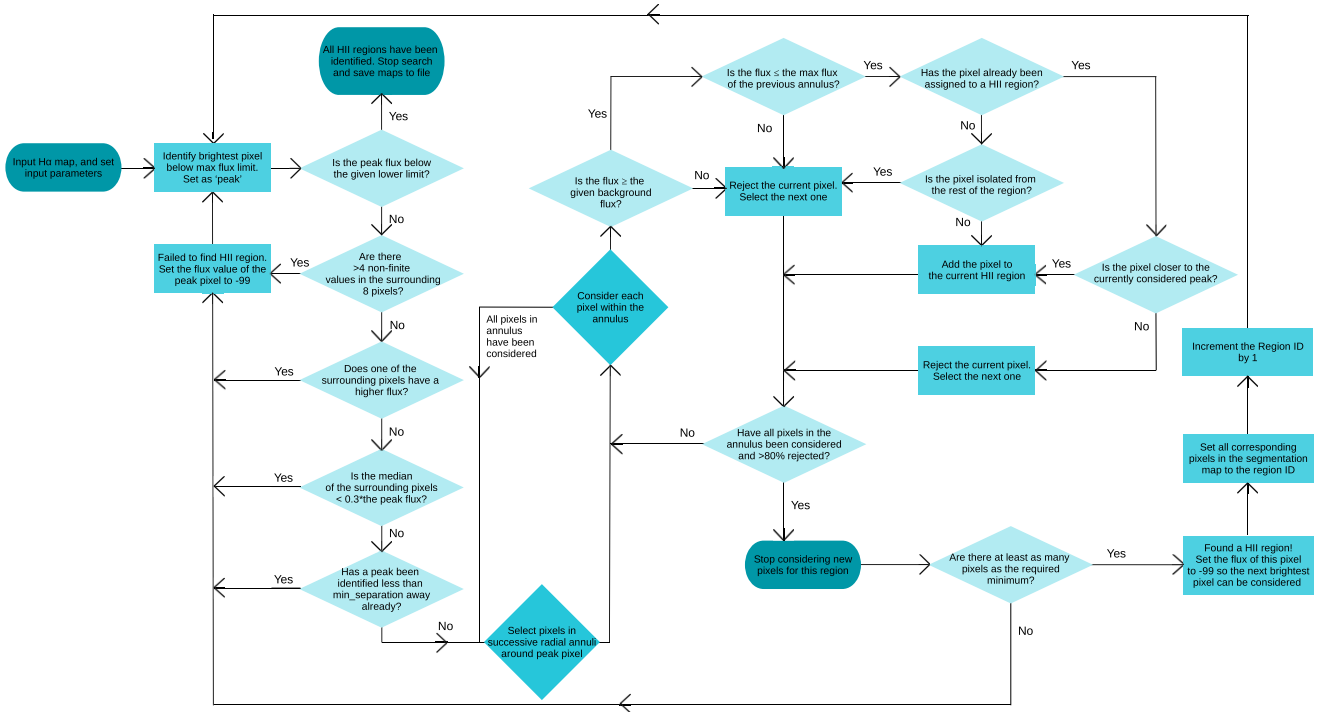 All HII regions have been
identified. Stop search
and save maps to file
Yes
Input Hα map, and set
input parameters
Identify brightest pixel
below max flux limit.
Set as ‘peak’
Is the peak flux below
the given lower limit?
No
Failed to find HII region.
Set the flux value of the
peak pixel to -99
Yes
Are there
>4 non-finite
values in the surrounding
8 pixels?
No
Yes
Does one of the
surrounding pixels have a
higher flux?
No
Yes
Is the median
of the surrounding pixels
< 0.3*the peak flux?
No
Yes
Has a peak been
identified less than
min_separation away
already?
No
Select pixels in
successive radial annuli
around peak pixel
All pixels in
annulus
have been
considered
Consider each
pixel within the
annulus
Is the flux ≥ the
given background
flux?
Yes
No
Is the flux ≤ the max flux
of the previous annulus?
Yes
No
Has the pixel already been
assigned to a HII region?
Yes
No
Reject the current pixel.
Select the next one
Yes
Is the pixel isolated from
the rest of the region?
No
Add the pixel to
the current HII region
Yes
Is the pixel closer to the
currently considered peak?
No
Reject the current pixel.
Select the next one
Have all pixels in the
annulus been considered
and >80% rejected?
No
Yes
Stop considering new
pixels for this region
Are there at least as many
pixels as the required
minimum?
Yes
No
Found a HII region!
Set the flux of this pixel
to -99 so the next brightest
pixel can be considered
Set all corresponding
pixels in the segmentation
map to the region ID
Increment the Region ID
by 1